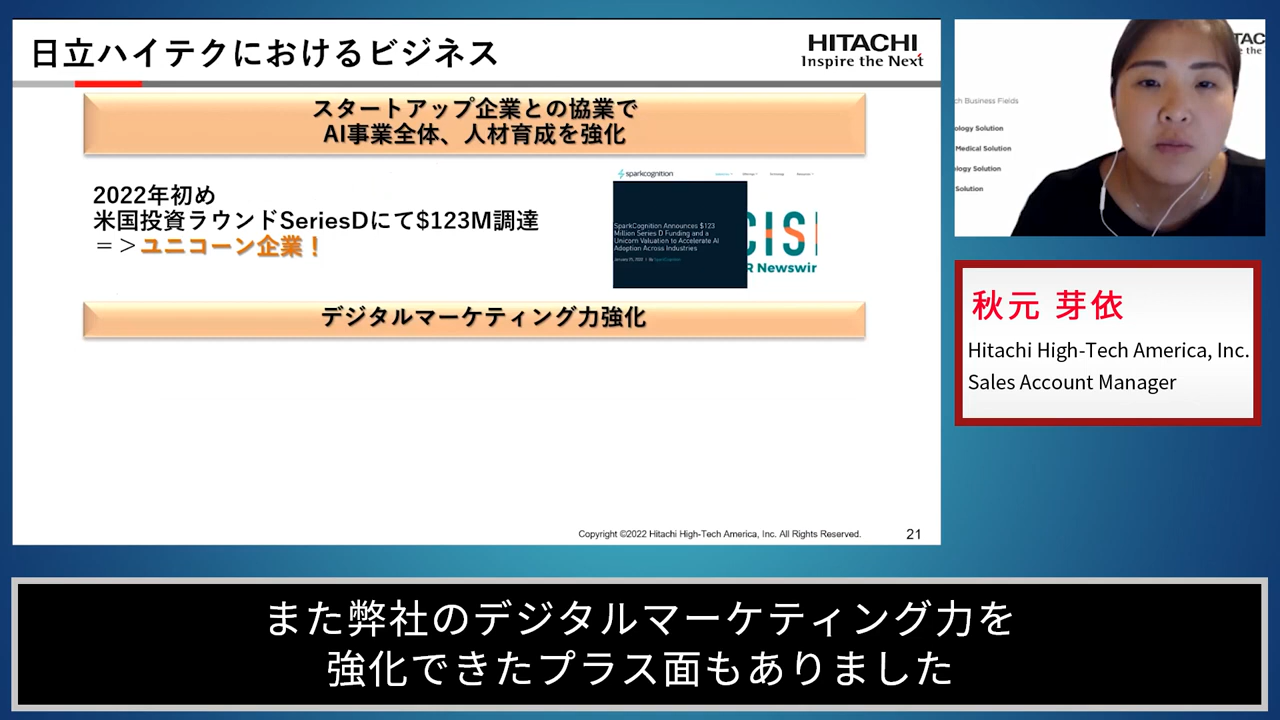 日立ハイテクにおけるビジネス
HITACHI
Inspire the Next
スタートアップ企業との協業で
AI事業全体、人材育成を強化
2022年初め
米国投資ラウンドSeriesDにて$123M調達
＝＞ユニコーン企業！
sparkcognition
SparkCognition Announces $123
Million Series D Funding and a
Unicorn Valuation to Accelerate AI
Adoption Across Industries
CISI
R Newswir
デジタルマーケティング力強化
Copyright ©2022 Hitachi High-Tech America, Inc. All Rights Reserved.
21
TAC
e the
ch Business Fields
ology Solution
Medical Solution
ology Solution
Solution
秋元 芽依
Hitachi High-Tech America, Inc.
Sales Account Manager
また弊社のデジタルマーケティング力を
強化できたプラス面もありました